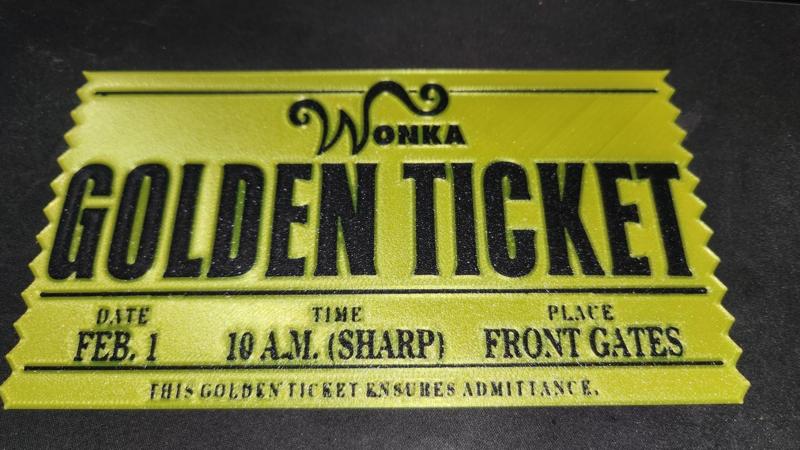 WONKA
GOLDEN TICKET
DATE TIME PLACE
FEB. 1 10 A.M. (SHARP) FRONT GATES
THIS GOLDEN TICKET ENSURES ADMITTANCE.